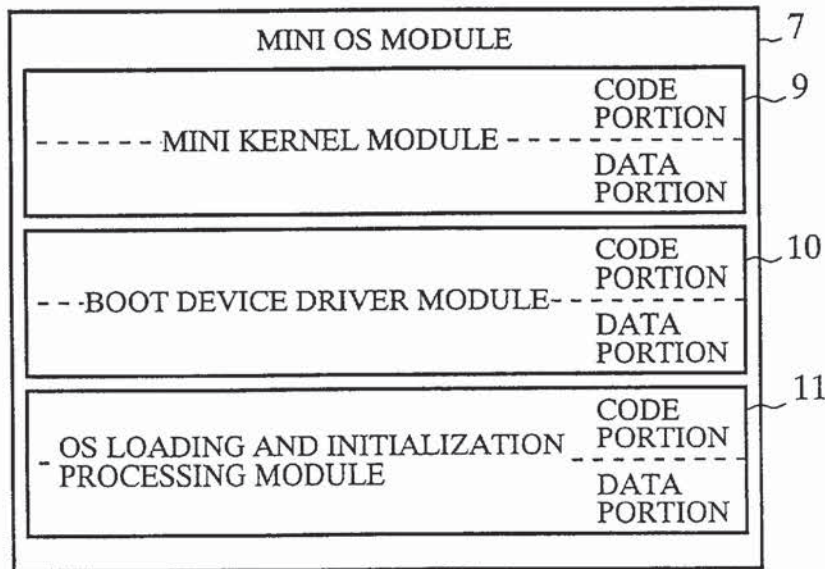 MINI OS MODULE
7
CODE
PORTION
9
MINI KERNEL MODULE
DATA
PORTION
CODE
PORTION
10
BOOT DEVICE DRIVER MODULE
DATA
PORTION
11
CODE
PORTION
OS LOADING AND INITIALIZATION
PROCESSING MODULE
DATA
PORTION